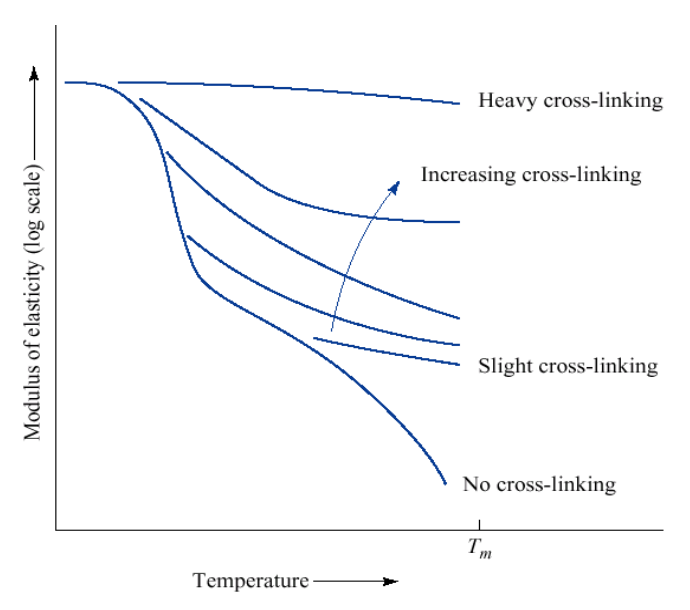 Modulus of elasticity (log scale)
Heavy cross-linking
Increasing cross-linking
Slight cross-linking
No cross-linking
Tm
Temperature